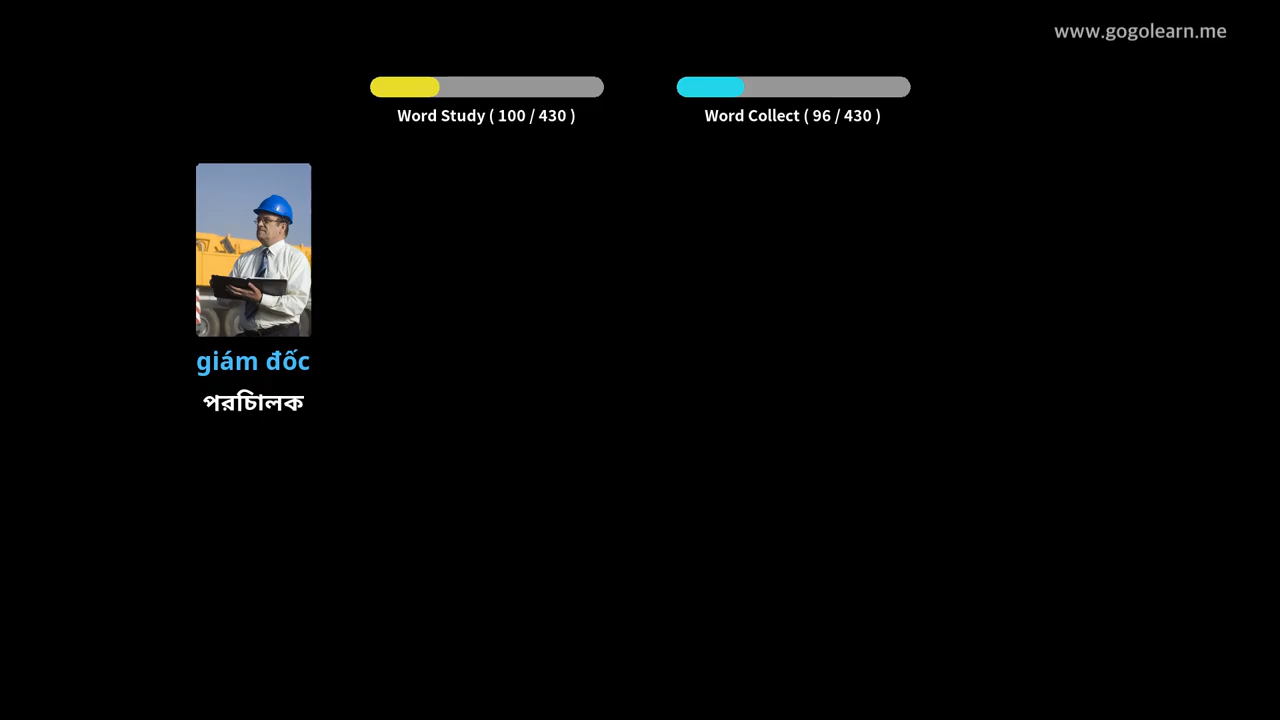 www.gogolearn.me
Word Study ( 100 / 430 )
Word Collect ( 96 / 430 )
giám đốc
পরিচালক